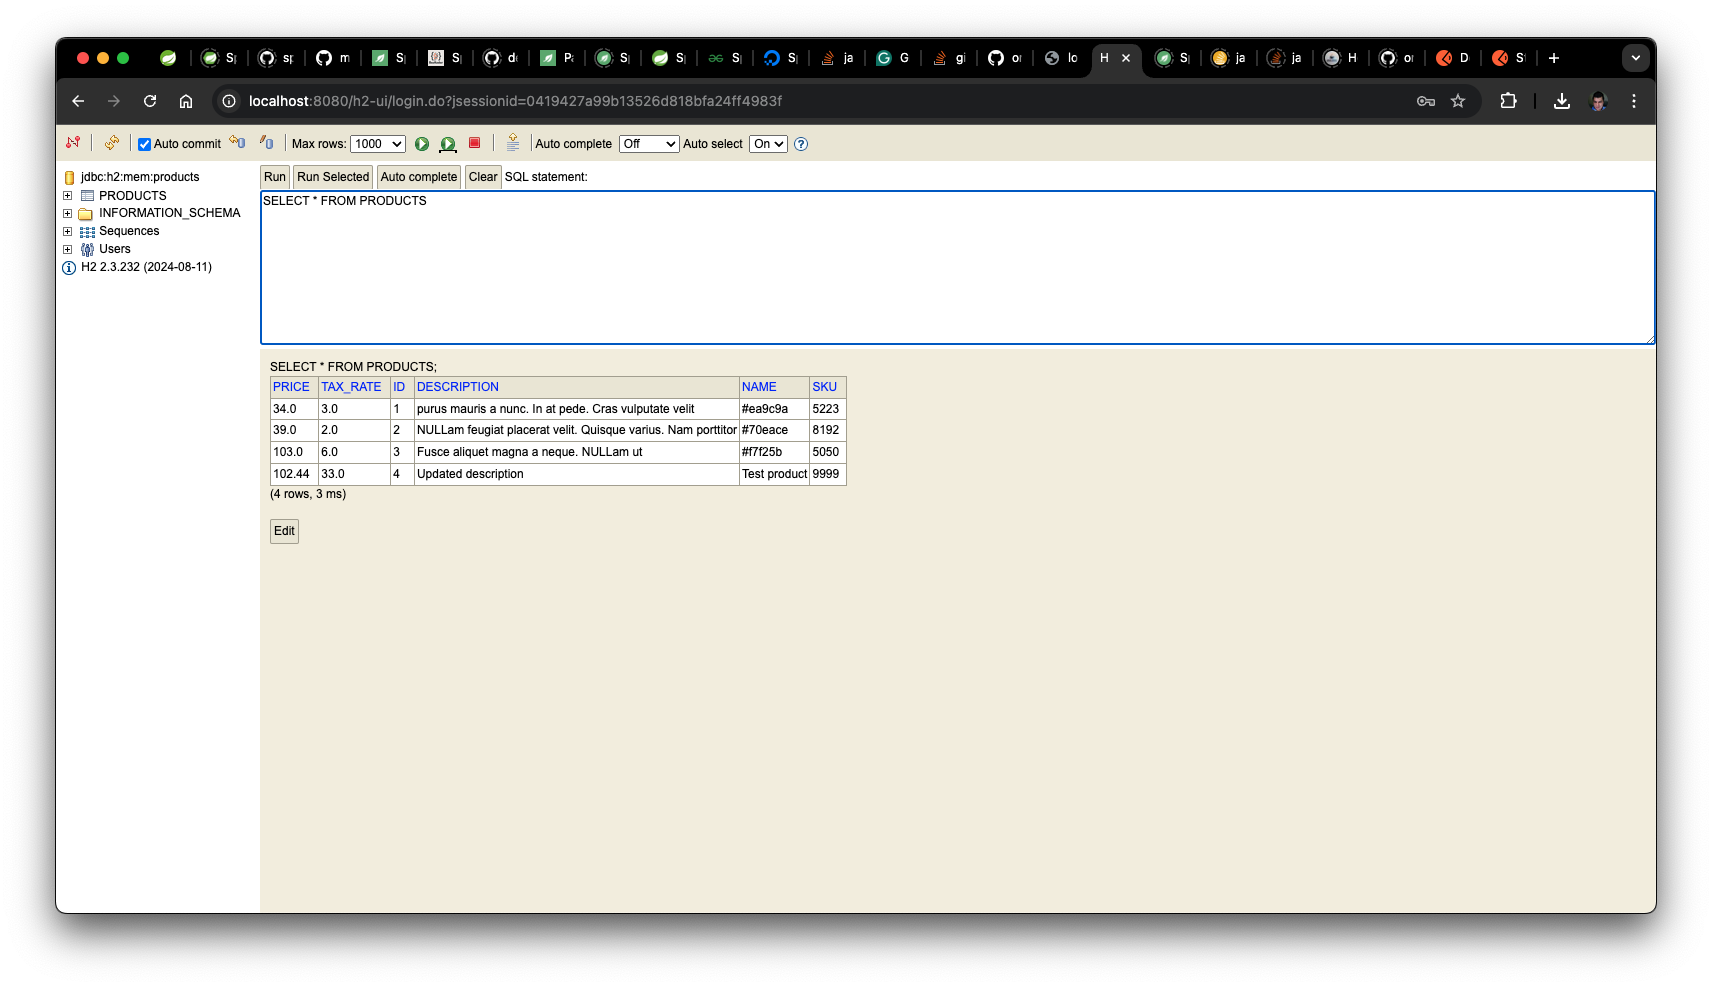 S
sp
m
S
S
d
P
S
S
S
S
ja
G
gi
or
lo
H
S
ja
ja
H
or
D
S
localhost:8080/h2-ui/login.do?jsessionid=0419427a99b13526d818bfa24ff4983f
Auto commit Max rows: 1000 Auto complete Off Auto select On
jdbc:h2:mem:products
PRODUCTS
INFORMATION_SCHEMA
Sequences
Users
H2 2.3.232 (2024-08-11)
Run Run Selected Auto complete Clear SQL statement:
SELECT * FROM PRODUCTS
SELECT * FROM PRODUCTS;
PRICE TAX_RATE ID DESCRIPTION NAME SKU
34.0 3.0 1 purus mauris a nunc. In at pede. Cras vulputate velit #ea9c9a 5223
39.0 2.0 2 NULLam feugiat placerat velit. Quisque varius. Nam porttitor #70eace 8192
103.0 6.0 3 Fusce aliquet magna a neque. NULLam ut #f7f25b 5050
102.44 33.0 4 Updated description Test product 9999
(4 rows, 3 ms)
Edit